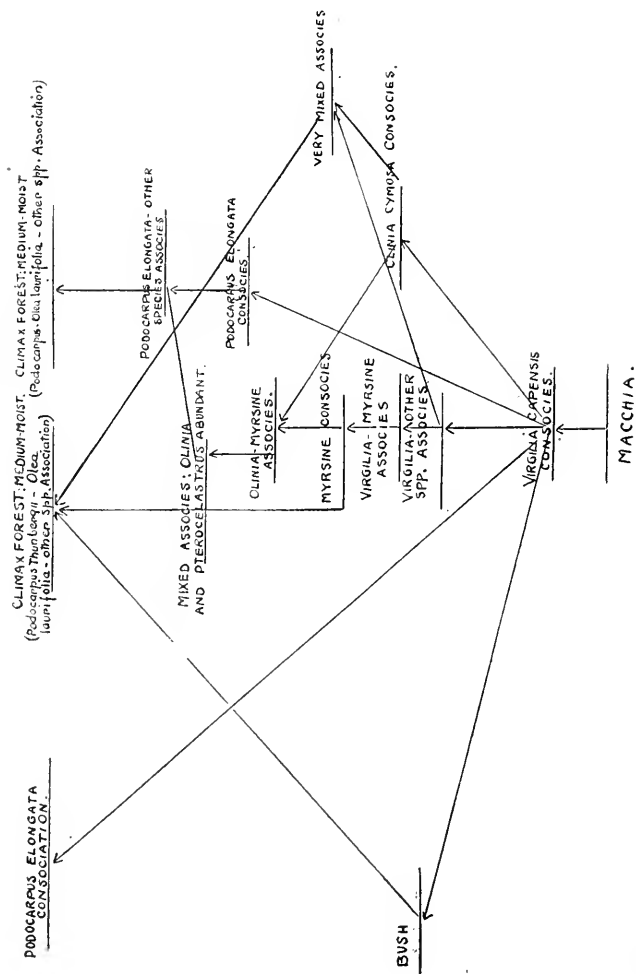 PODOCARPUS ELONGATA
CONSOCIATION.
CLIMAX FOREST: MEDIUM-MOIST.
(Podocarpus Thunbergii - Olea
laurifolia - other spp. Association)
CLIMAX FOREST: MEDIUM-MOIST
(Podocarpus-Olea laurifolia - other spp. Association)
PODOCARPUS ELONGATA - OTHER
SPECIES ASSOCIES
MIXED ASSOCIES: OLINIA
AND PTEROCELASTRUS ABUNDANT.
PODOCARPUS ELONGATA
CONSOCIES.
OLINIA-MYRSINE
ASSOCIES.
VERY MIXED ASSOCIES
MYRSINE CONSOCIES
VIRGILIA- MYRSINE
ASSOCIES
CLINIA CYMOSA CONSOCIES.
BUSH
VIRGILIA-OTHER
SPP. ASSOCIES.
VIRGILIA CAPENSIS
CONSOCIES.
MACCHIA.